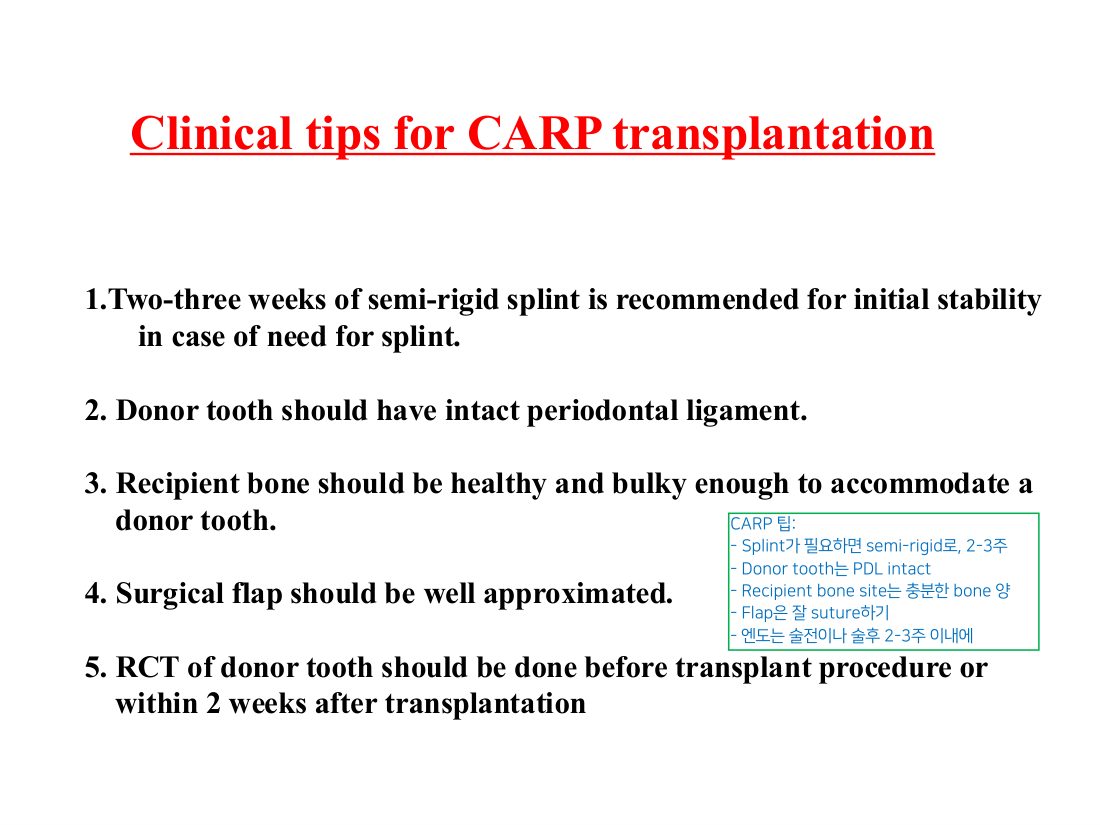 Clinical tips for CARP transplantation
1.Two-three weeks of semi-rigid splint is recommended for initial stability
in case of need for splint.
2. Donor tooth should have intact periodontal ligament.
3. Recipient bone should be healthy and bulky enough to accommodate a
donor tooth.
4. Surgical flap should be well approximated.
5. RCT of donor tooth should be done before transplant procedure or
within 2 weeks after transplantation
CARP 팁:
- Splint가 필요하면 semi-rigid로, 2-3주
- Donor tooth는 PDL intact
- Recipient bone site는 충분한 bone 양
- Flap은 잘 suture하기
- 엔도는 술전이나 술후 2-3주 이내에